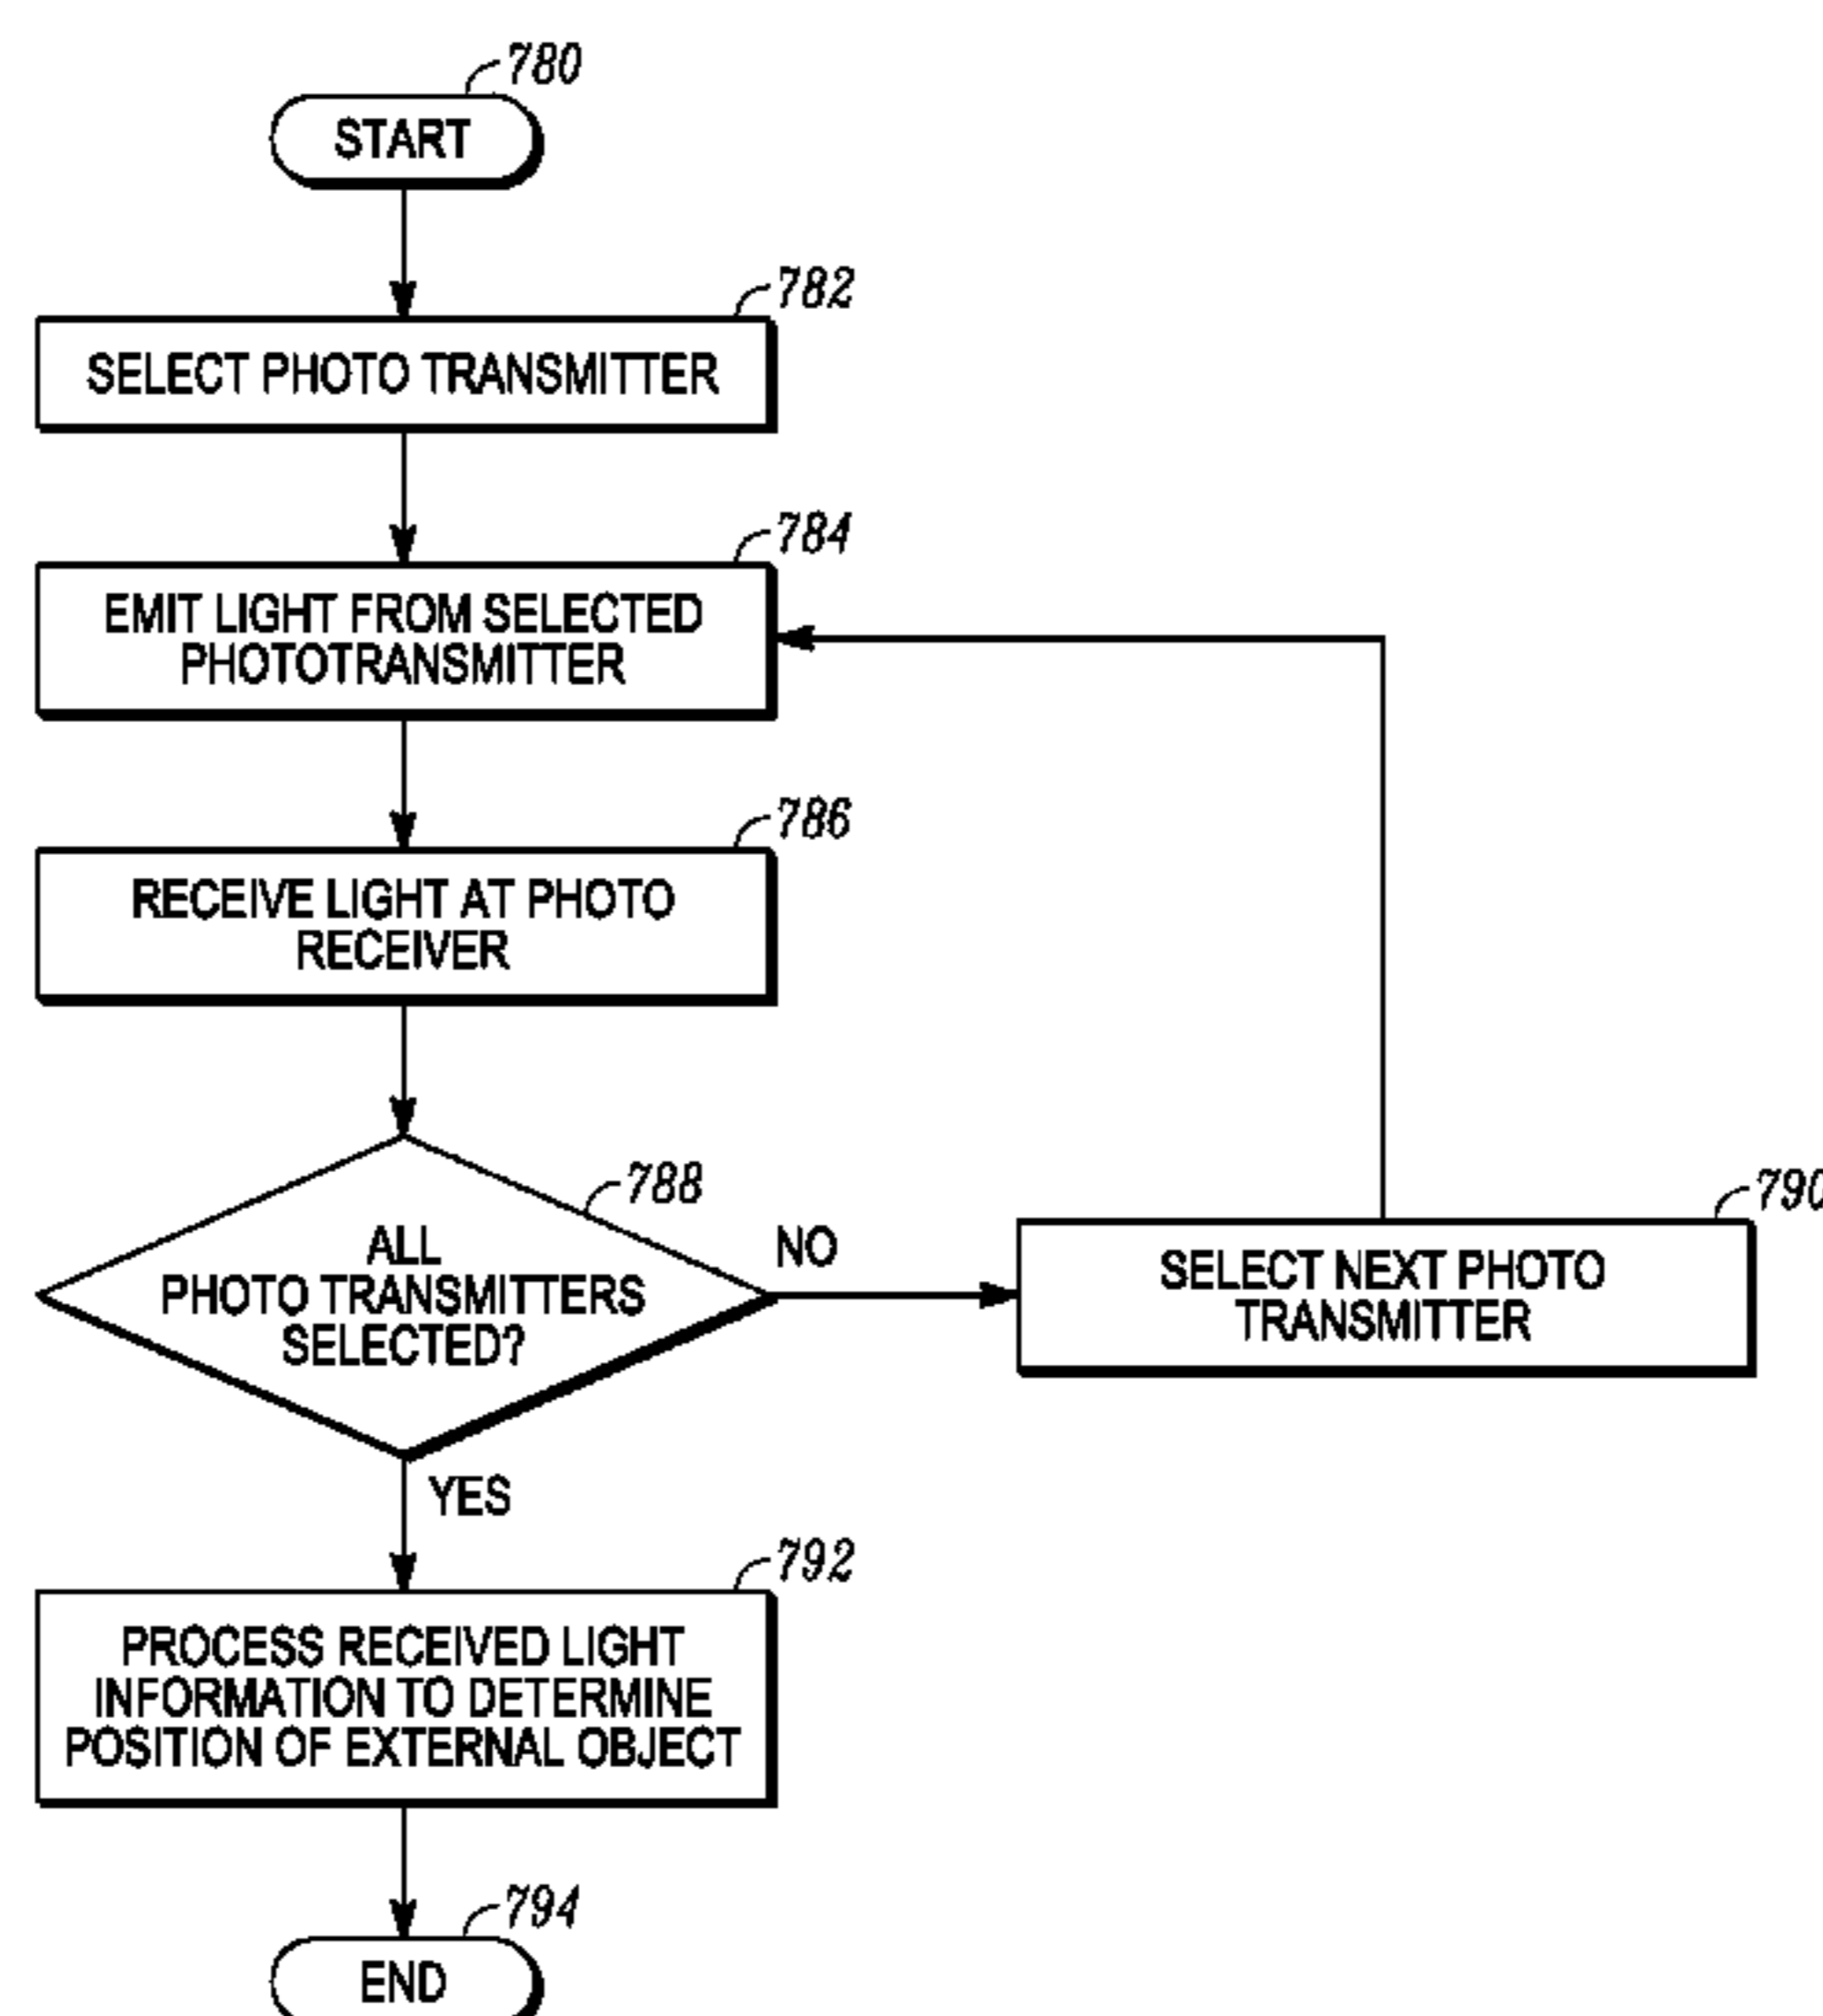 780
START
782
SELECT PHOTO TRANSMITTER
784
EMIT LIGHT FROM SELECTED
PHOTOTRANSMITTER
786
RECEIVE LIGHT AT PHOTO
RECEIVER
788
ALL
PHOTO TRANSMITTERS
SELECTED?
NO
790
SELECT NEXT PHOTO
TRANSMITTER
YES
792
PROCESS RECEIVED LIGHT
INFORMATION TO DETERMINE
POSITION OF EXTERNAL OBJECT
794
END